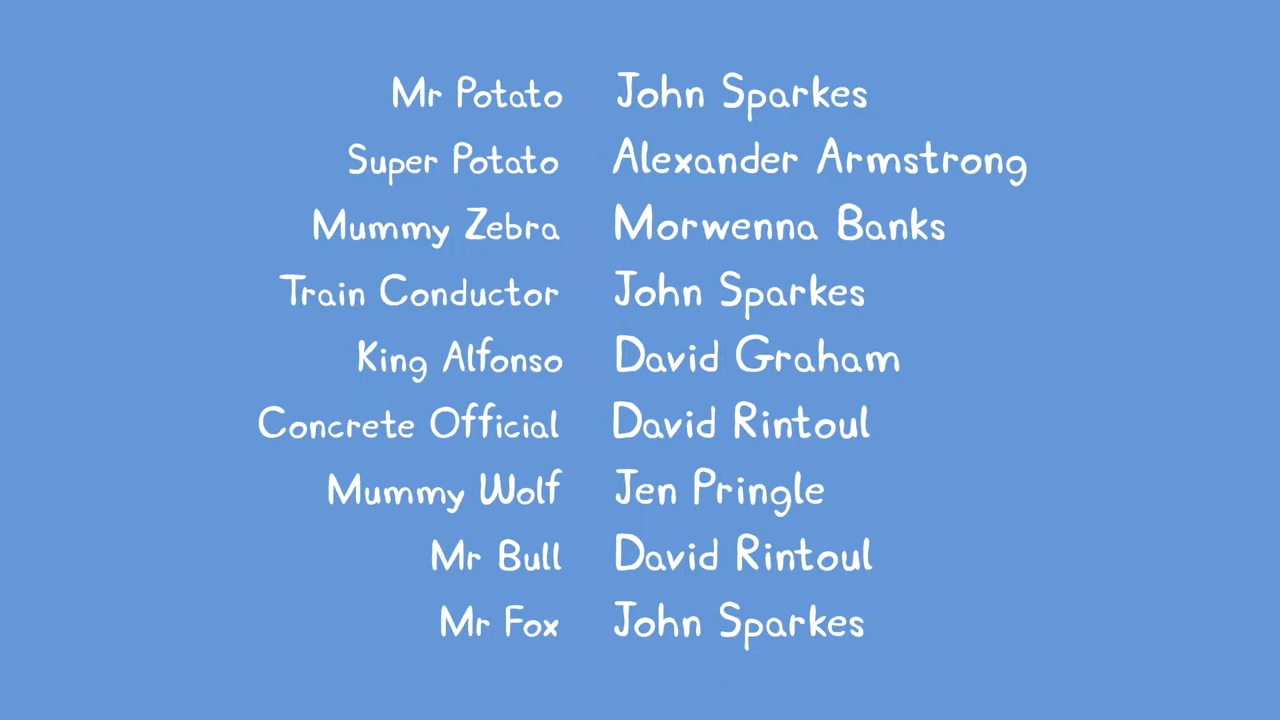 Mr Potato John Sparkes
Super Potato Alexander Armstrong
Mummy Zebra Morwenna Banks
Train Conductor John Sparkes
King Alfonso David Graham
Concrete Official David Rintoul
Mummy Wolf Jen Pringle
Mr Bull David Rintoul
Mr Fox John Sparkes